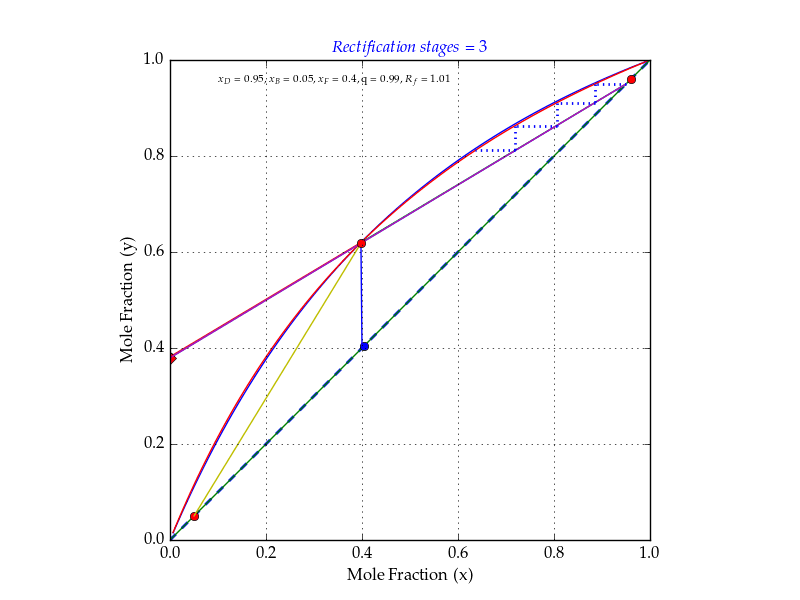 Rectification stages = 3
x_D = 0.95, x_B = 0.05, x_F = 0.4, q = 0.99, R_f = 1.01
1.0
0.8
0.6
0.4
0.2
0.0
Mole Fraction (y)
0.0 0.2 0.4 0.6 0.8 1.0
Mole Fraction (x)